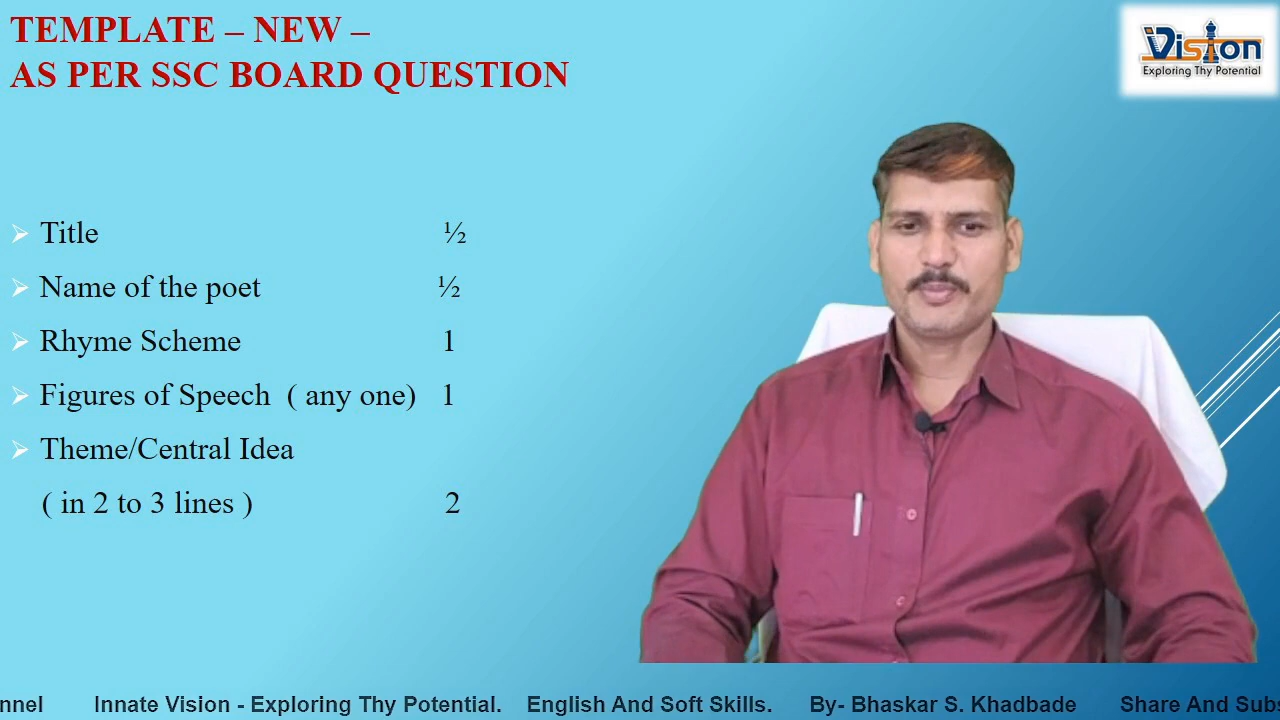 TEMPLATE – NEW –
AS PER SSC BOARD QUESTION
Vision
Exploring Thy Potential
Title ½
Name of the poet ½
Rhyme Scheme 1
Figures of Speech ( any one) 1
Theme/Central Idea
( in 2 to 3 lines ) 2
nnel Innate Vision - Exploring Thy Potential. English And Soft Skills. By- Bhaskar S. Khadbade Share And Subs